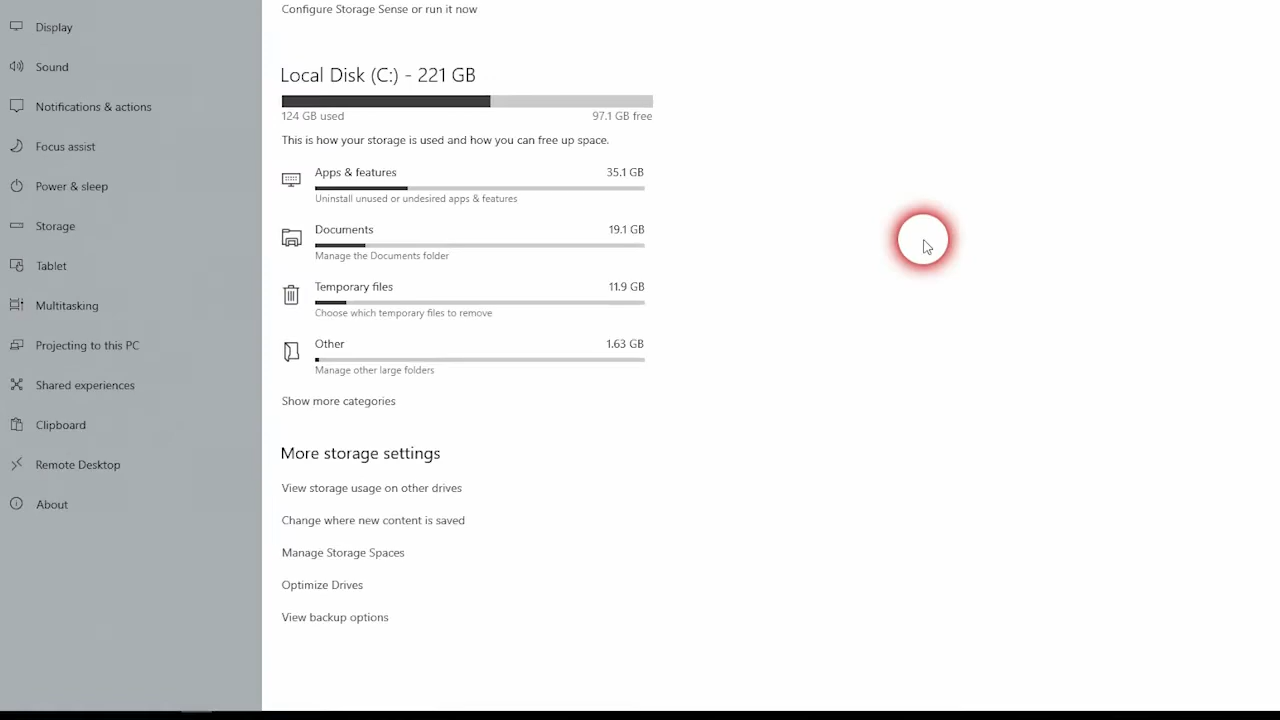 Display
Sound
Notifications & actions
Focus assist
Power & sleep
Storage
Tablet
Multitasking
Projecting to this PC
Shared experiences
Clipboard
Remote Desktop
About
Configure Storage Sense or run it now
Local Disk (C:) - 221 GB
124 GB used 97.1 GB free
This is how your storage is used and how you can free up space.
Apps & features 35.1 GB
Uninstall unused or undesired apps & features
Documents 19.1 GB
Manage the Documents folder
Temporary files 11.9 GB
Choose which temporary files to remove
Other 1.63 GB
Manage other large folders
Show more categories
More storage settings
View storage usage on other drives
Change where new content is saved
Manage Storage Spaces
Optimize Drives
View backup options